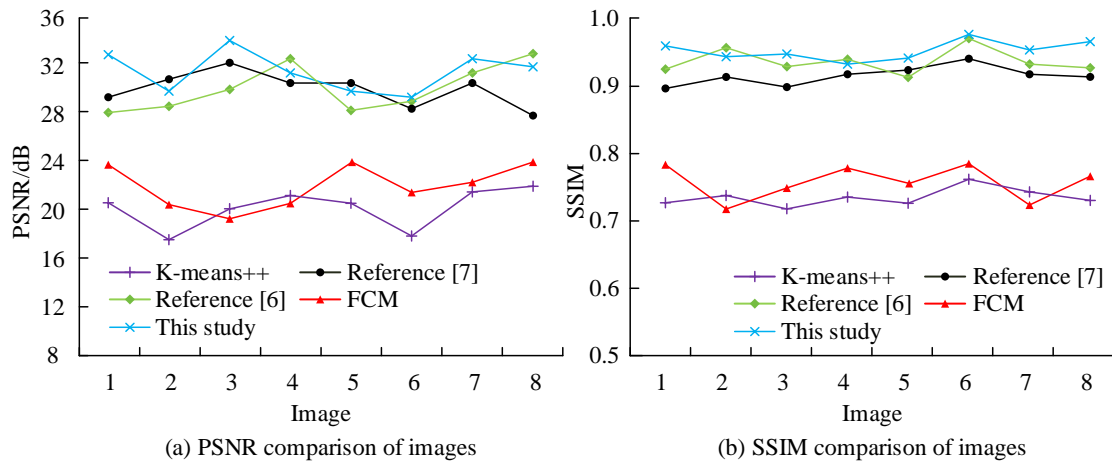 36
32
28
24
20
16
12
8
PSNR/dB
K-means++
Reference [7]
Reference [6]
FCM
This study
1 2 3 4 5 6 7 8
Image
(a) PSNR comparison of images
1.0
0.9
0.8
0.7
0.6
0.5
SSIM
K-means++
Reference [7]
Reference [6]
FCM
This study
1 2 3 4 5 6 7 8
Image
(b) SSIM comparison of images